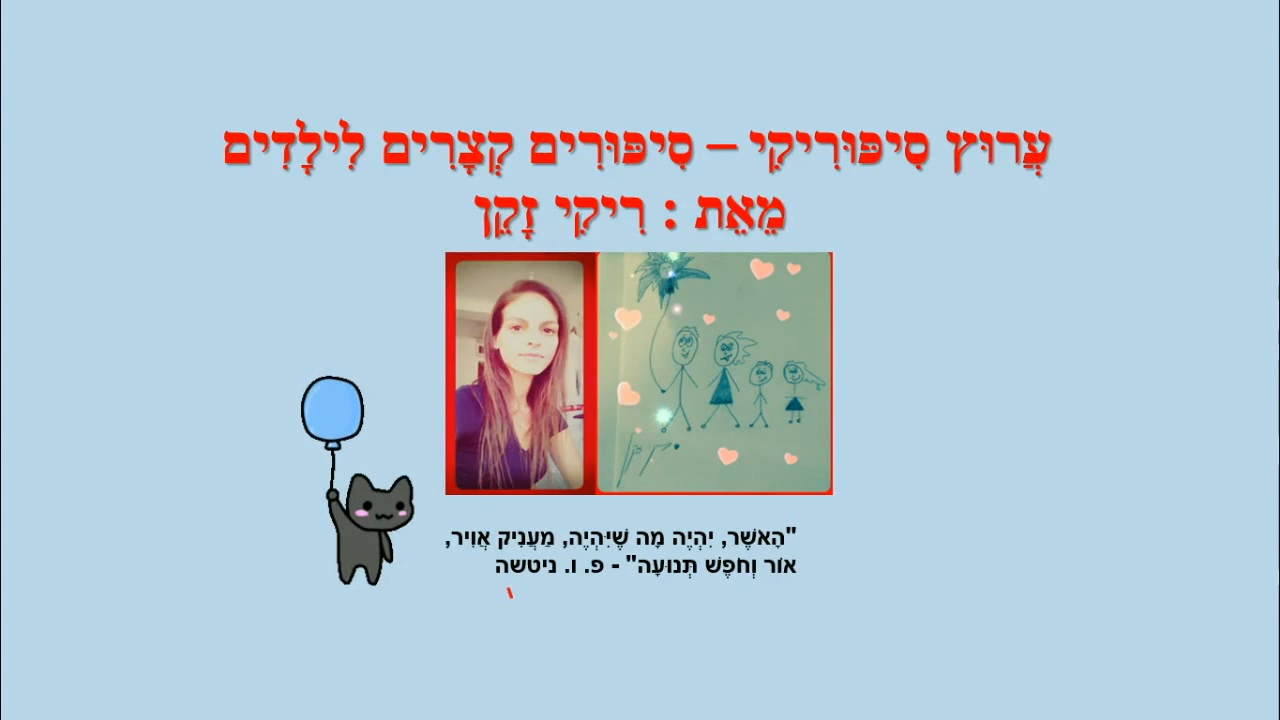 עֲרוּץ סִיפּוּרִיקִי – סִיפּוּרִים קְצָרִים לִילָדִים
מֵאֵת : רִיקִי זָקֵן
"הָאֹשֶׁר, יִהְיֶה מָה שֶׁיִּהְיֶה, מַעֲנִיק אֲוִיר,
אוֹר וְחֹפֶשׁ תְּנוּעָה" - פ. ו. ניטשה